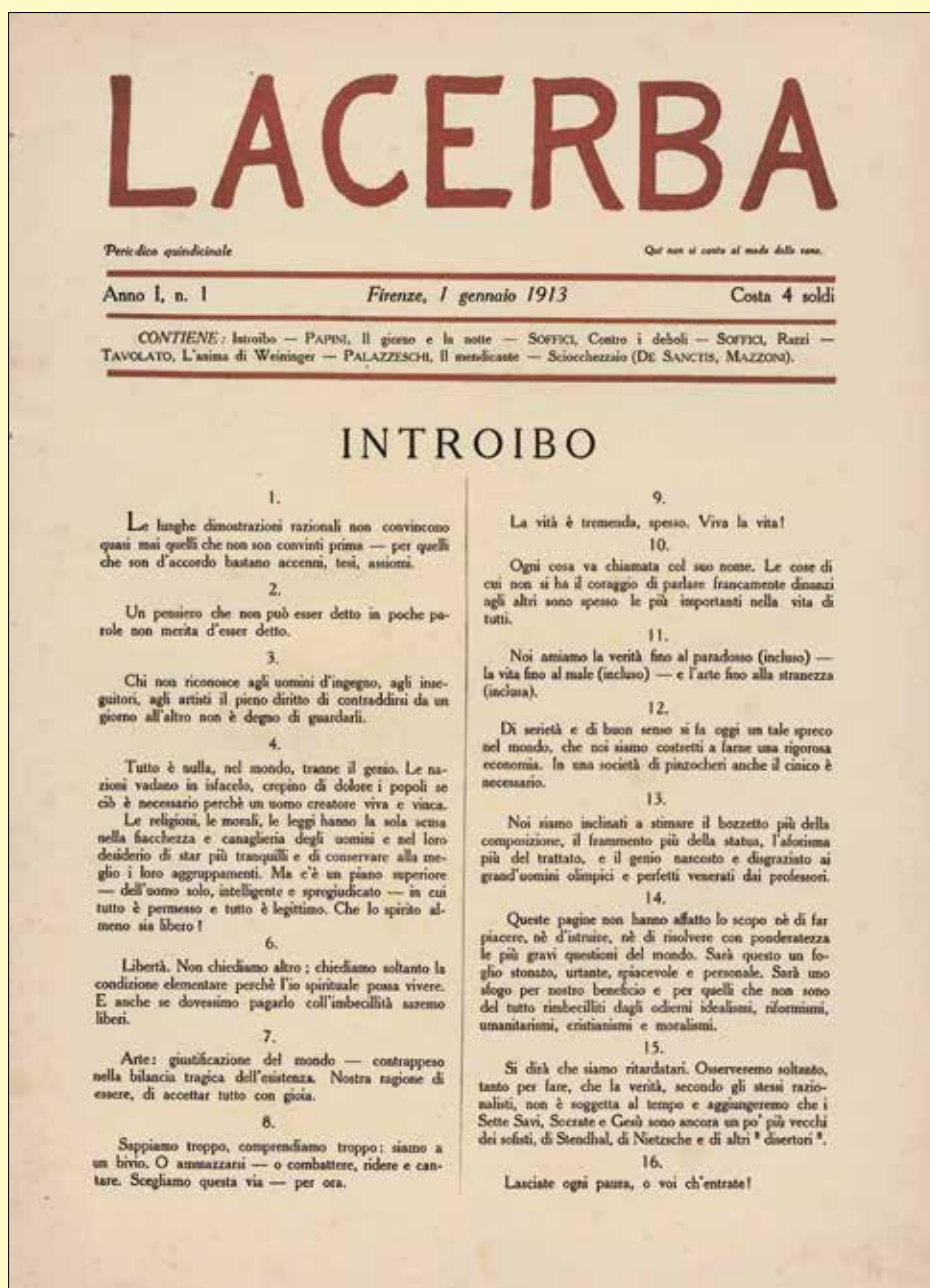 LACERBA
Periodico quindicinale
Qui non si canta al modo delle rane.
Anno I, n. 1
Firenze, 1 gennaio 1913
Costa 4 soldi
CONTIENE: Introibo — PAPINI, Il giorno e la notte — SOFFICI, Contro i deboli — SOFFICI, Razzi —
TAVOLATO, L'anima di Weininger — PALAZZESCHI, Il mendicante — Sciocchezzaio (DE SANCTIS, MAZZONI).
INTROIBO
1.
Le lunghe dimostrazioni razionali non convincono
quasi mai quelli che non son convinti prima — per quelli
che son d'accordo bastano accenni, tesi, assiomi.
2.
Un pensiero che non può esser detto in poche pa-
role non merita d'esser detto.
3.
Chi non riconosce agli uomini d'ingegno, agli inse-
guitori, agli artisti il pieno diritto di contraddirsi da un
giorno all'altro non è degno di guardarli.
4.
Tutto è nulla, nel mondo, tranne il genio. Le na-
zioni vadano in isfacelo, crepino di dolore i popoli se
ciò è necessario perchè un uomo creatore viva e vinca.
Le religioni, le morali, le leggi hanno la sola scusa
nella fiacchezza e canaglieria degli uomini e nel loro
desiderio di star più tranquilli e di conservare alla me-
glio i loro aggruppamenti. Ma c'è un piano superiore
— dell'uomo solo, intelligente e spregiudicato — in cui
tutto è permesso e tutto è legittimo. Che lo spirito al-
meno sia libero!
6.
Libertà. Non chiediamo altro; chiediamo soltanto la
condizione elementare perchè l'io spirituale possa vivere.
E anche se dovessimo pagarlo coll'imbecillità saremo
liberi.
7.
Arte: giustificazione del mondo — contrappeso
nella bilancia tragica dell'esistenza. Nostra ragione di
essere, di accettar tutto con gioia.
8.
Sappiamo troppo, comprendiamo troppo: siamo a
un bivio. O ammazzarsi — o combattere, ridere e can-
tare. Scegliamo questa via — per ora.
9.
La vità è tremenda, spesso. Viva la vita!
10.
Ogni cosa va chiamata col suo nome. Le cose di
cui non si ha il coraggio di parlare francamente dinanzi
agli altri sono spesso le più importanti nella vita di
tutti.
11.
Noi amiamo la verità fino al paradosso (incluso) —
la vita fino al male (incluso) — e l'arte fino alla stranezza
(inclusa).
12.
Di serietà e di buon senso si fa oggi un tale spreco
nel mondo, che noi siamo costretti a farne una rigorosa
economia. In una società di pinzocheri anche il cinico è
necessario.
13.
Noi siamo inclinati a stimare il bozzetto più della
composizione, il frammento più della statua, l'aforisma
più del trattato, e il genio nascosto e disgraziato ai
grand'uomini olimpici e perfetti venerati dai professori.
14.
Queste pagine non hanno affatto lo scopo nè di far
piacere, nè d'istruire, nè di risolvere con ponderatezza
le più gravi questioni del mondo. Sarà questo un fo-
glio stonato, urtante, spiacevole e personale. Sarà uno
sfogo per nostro beneficio e per quelli che non sono
del tutto rimbecilliti dagli odierni idealismi, riformismi,
umanitarismi, cristianismi e moralismi.
15.
Si dirà che siamo ritardatari. Osserveremo soltanto,
tanto per fare, che la verità, secondo gli stessi razio-
nalisti, non è soggetta al tempo e aggiungeremo che i
Sette Savi, Socrate e Gesù sono ancora un po' più vecchi
dei sofisti, di Stendhal, di Nietzsche e di altri " disertori ".
16.
Lasciate ogni paura, o voi ch'entrate!